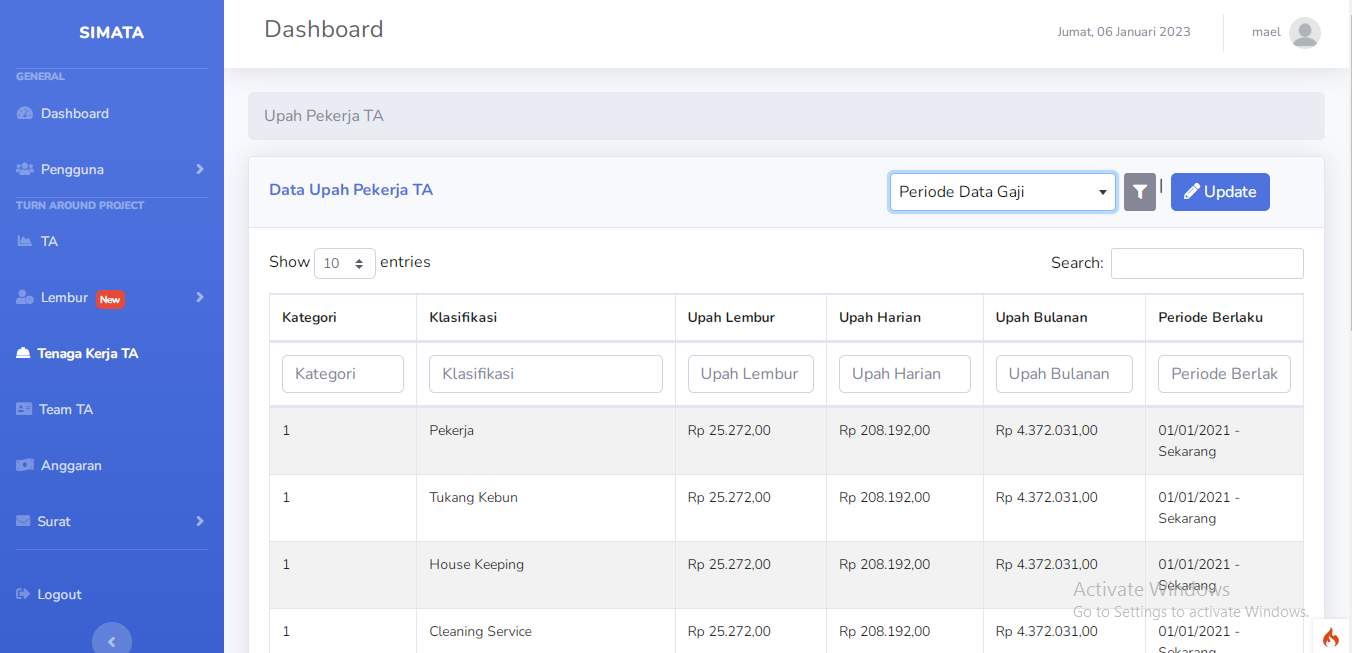 SIMATA
Dashboard
Jumat, 06 Januari 2023
mael
GENERAL
Dashboard
Pengguna
TURN AROUND PROJECT
TA
Lembur New
Tenaga Kerja TA
Team TA
Anggaran
Surat
Logout
Upah Pekerja TA
Data Upah Pekerja TA
Periode Data Gaji
|
Update
Show 10 entries
Search:
Kategori Klasifikasi Upah Lembur Upah Harian Upah Bulanan Periode Berlaku
Kategori Klasifikasi Upah Lembur Upah Harian Upah Bulanan Periode Berlak
1 Pekerja Rp 25.272,00 Rp 208.192,00 Rp 4.372.031,00 01/01/2021 -
Sekarang
1 Tukang Kebun Rp 25.272,00 Rp 208.192,00 Rp 4.372.031,00 01/01/2021 -
Sekarang
1 House Keeping Rp 25.272,00 Rp 208.192,00 Rp 4.372.031,00 01/01/2021 -
Sekarang
1 Cleaning Service Rp 25.272,00 Rp 208.192,00 Rp 4.372.031,00 01/01/2021 -
Sekarang
Activate Windows
Go to Settings to activate Windows.